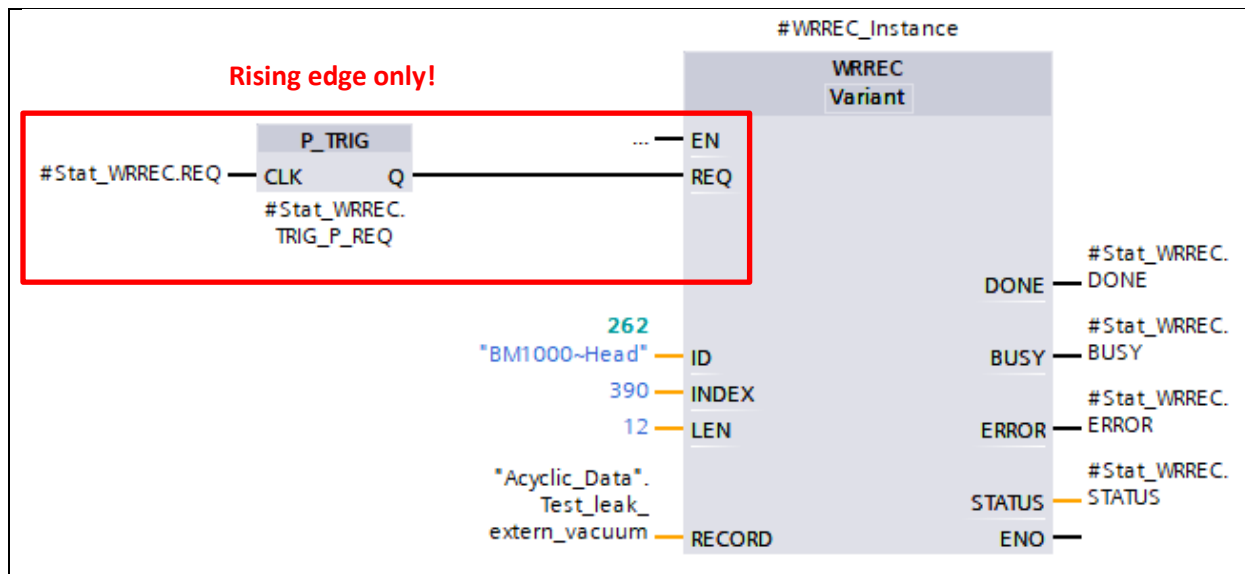 #WRREC_Instance
WRREC
Variant
Rising edge only!
P_TRIG
... EN
#Stat_WRREC.REQ CLK Q REQ
#Stat_WRREC.
TRIG_P_REQ
#Stat_WRREC.
DONE DONE
262
"BM1000~Head" ID
#Stat_WRREC.
BUSY BUSY
390 INDEX
12 LEN
#Stat_WRREC.
ERROR ERROR
"Acyclic_Data".
Test_leak_
extern_vacuum RECORD
#Stat_WRREC.
STATUS STATUS
ENO